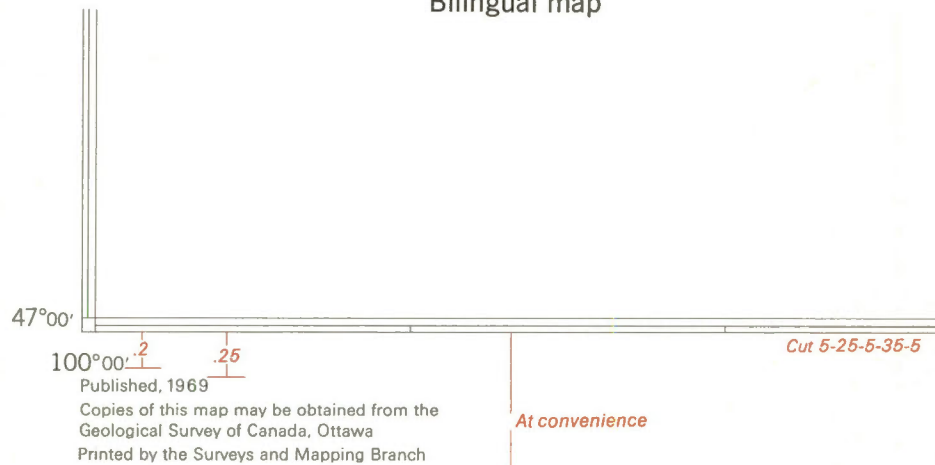 Bilingual map
47°00'
100°00'
.2
.25
Cut 5-25-5-35-5
Published, 1969
Copies of this map may be obtained from the
Geological Survey of Canada, Ottawa
Printed by the Surveys and Mapping Branch
At convenience